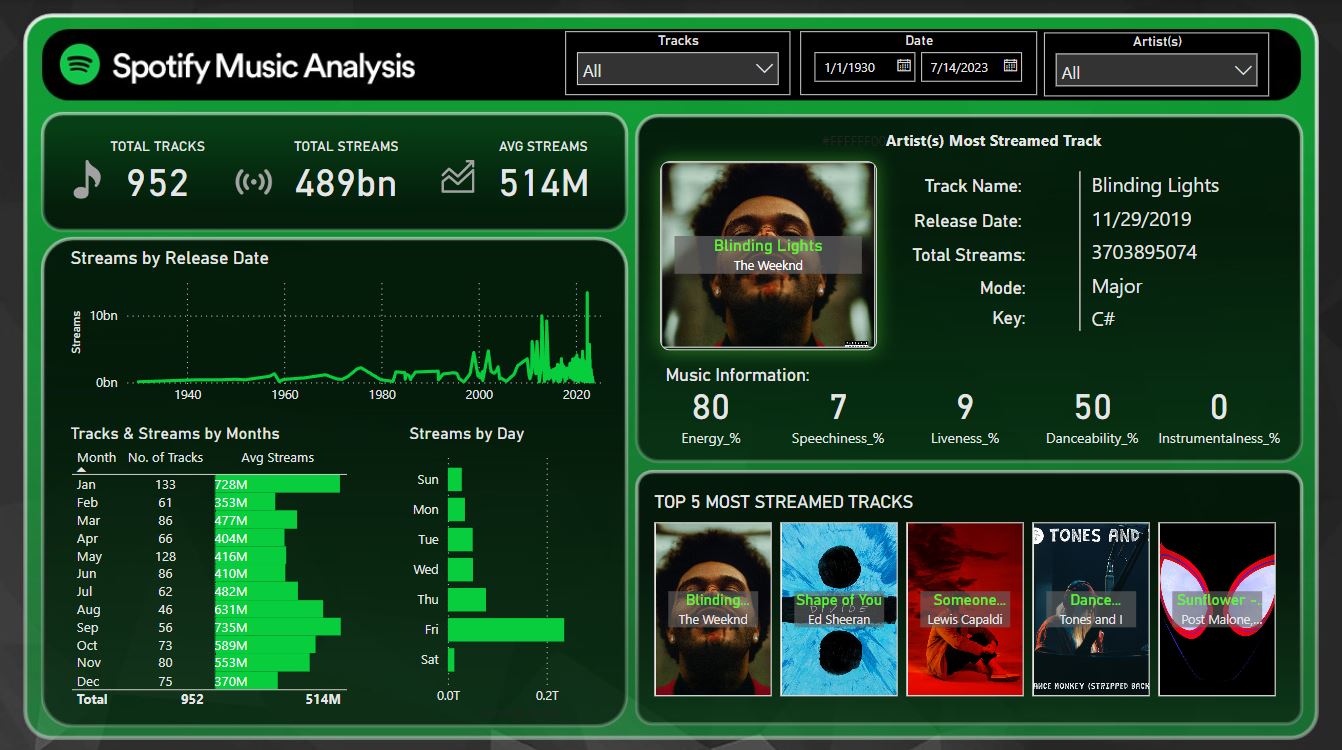 Spotify Music Analysis
Tracks
All
Date
1/1/1930
7/14/2023
Artist(s)
All
TOTAL TRACKS
952
TOTAL STREAMS
489bn
AVG STREAMS
514M
Streams by Release Date
Streams
10bn
0bn
1940 1960 1980 2000 2020
Tracks & Streams by Months
Month No. of Tracks Avg Streams
Jan 133 728M
Feb 61 353M
Mar 86 477M
Apr 66 404M
May 128 416M
Jun 86 410M
Jul 62 482M
Aug 46 631M
Sep 56 735M
Oct 73 589M
Nov 80 553M
Dec 75 370M
Total 952 514M
Streams by Day
Sun
Mon
Tue
Wed
Thu
Fri
Sat
0.0T 0.2T
Artist(s) Most Streamed Track
Blinding Lights
The Weeknd
Track Name: Blinding Lights
Release Date: 11/29/2019
Total Streams: 3703895074
Mode: Major
Key: C#
Music Information:
80 7 9 50 0
Energy_% Speechiness_% Liveness_% Danceability_% Instrumentalness_%
TOP 5 MOST STREAMED TRACKS
Blinding...
The Weeknd
Shape of You
Ed Sheeran
DIVIDE
Someone...
Lewis Capaldi
TONES AND
Dance...
Tones and I
ANCE MONKEY (STRIPPED BACK
Sunflower -...
Post Malone,...